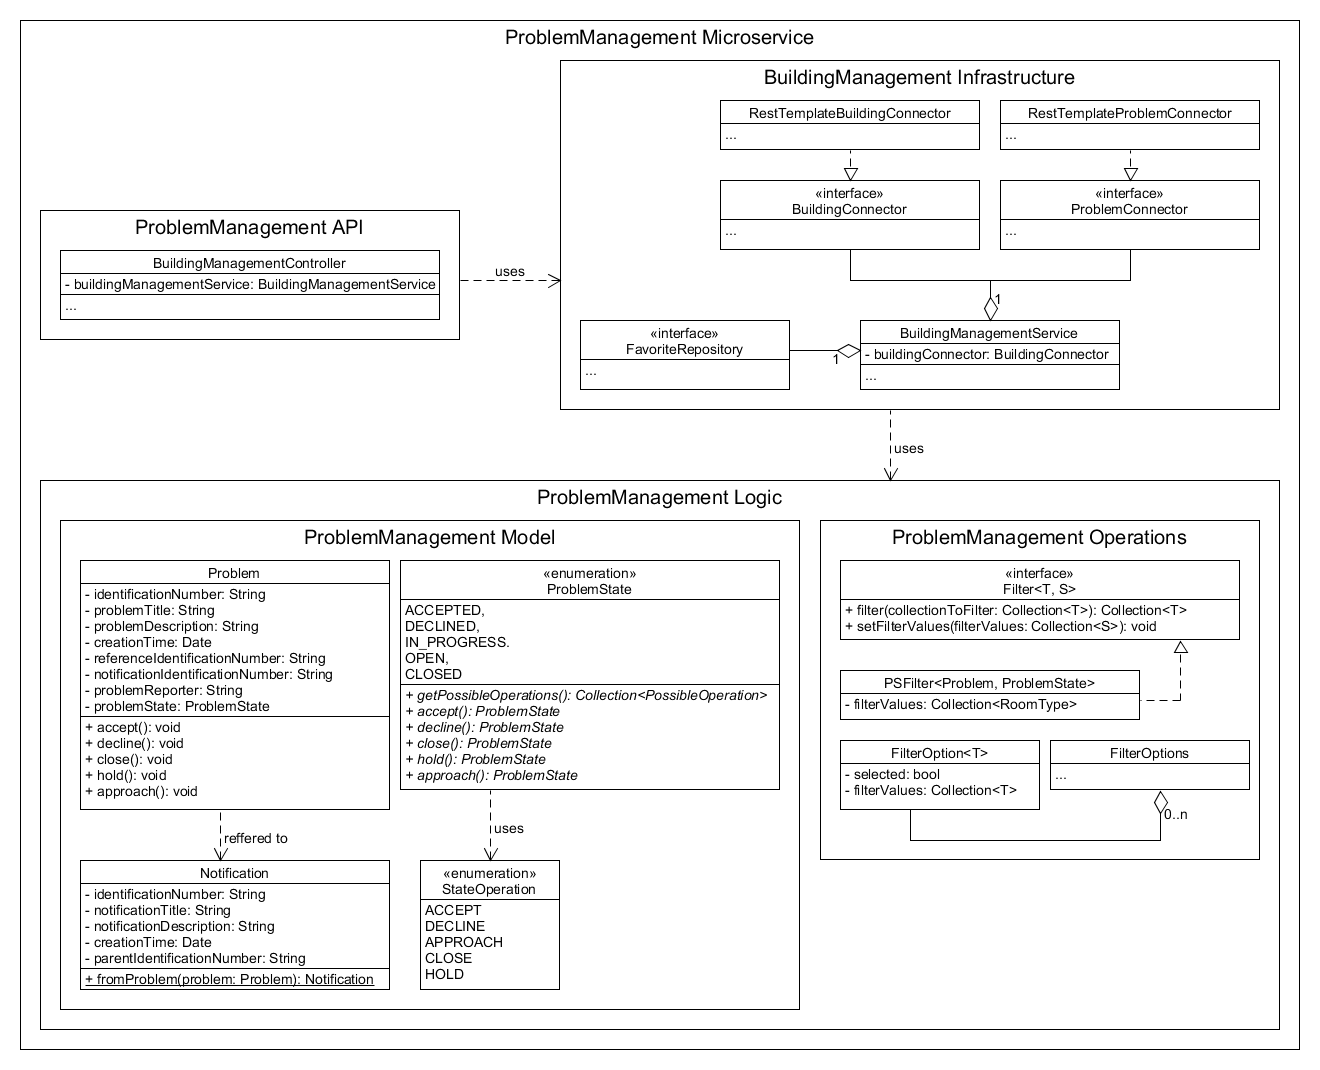 ProblemManagement Microservice
BuildingManagement Infrastructure
RestTemplateBuildingConnector
...
RestTemplateProblemConnector
...
«interface»
BuildingConnector
...
«interface»
ProblemConnector
...
ProblemManagement API
BuildingManagementController
- buildingManagementService: BuildingManagementService
...
uses
1
«interface»
FavoriteRepository
...
1
BuildingManagementService
- buildingConnector: BuildingConnector
...
uses
ProblemManagement Logic
ProblemManagement Model
Problem
- identificationNumber: String
- problemTitle: String
- problemDescription: String
- creationTime: Date
- referenceIdentificationNumber: String
- notificationIdentificationNumber: String
- problemReporter: String
- problemState: ProblemState
+ accept(): void
+ decline(): void
+ close(): void
+ hold(): void
+ approach(): void
«enumeration»
ProblemState
ACCEPTED,
DECLINED,
IN_PROGRESS.
OPEN,
CLOSED
+ getPossibleOperations(): Collection<PossibleOperation>
+ accept(): ProblemState
+ decline(): ProblemState
+ close(): ProblemState
+ hold(): ProblemState
+ approach(): ProblemState
reffered to
uses
Notification
- identificationNumber: String
- notificationTitle: String
- notificationDescription: String
- creationTime: Date
- parentIdentificationNumber: String
+ fromProblem(problem: Problem): Notification
«enumeration»
StateOperation
ACCEPT
DECLINE
APPROACH
CLOSE
HOLD
ProblemManagement Operations
«interface»
Filter<T, S>
+ filter(collectionToFilter: Collection<T>): Collection<T>
+ setFilterValues(filterValues: Collection<S>): void
PSFilter<Problem, ProblemState>
- filterValues: Collection<RoomType>
FilterOption<T>
- selected: bool
- filterValues: Collection<T>
FilterOptions
...
0..n